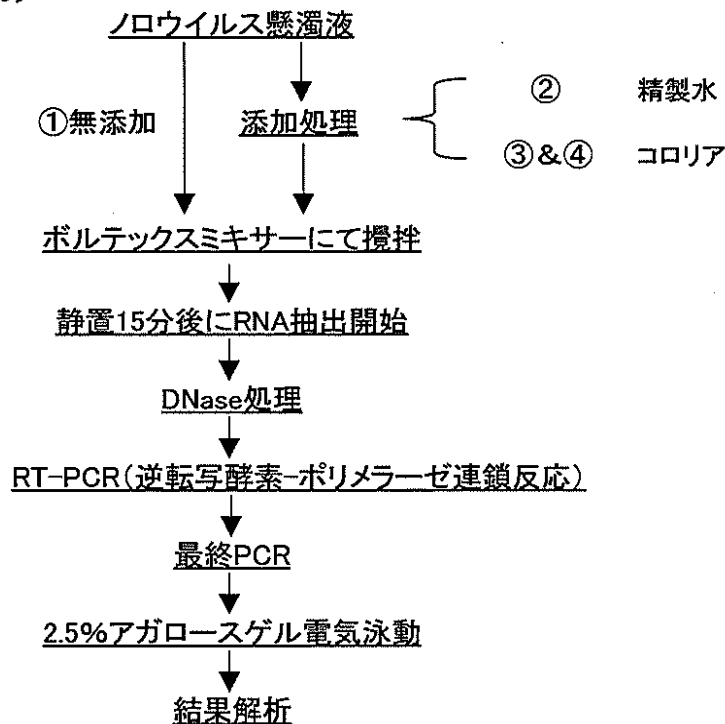 ノロウイルス懸濁液
② 精製水
①無添加 添加処理
③&④ コロリア
ボルテックスミキサーにて攪拌
静置15分後にRNA抽出開始
DNase処理
RT-PCR(逆転写酵素-ポリメラーゼ連鎖反応)
最終PCR
2.5%アガロースゲル電気泳動
結果解析